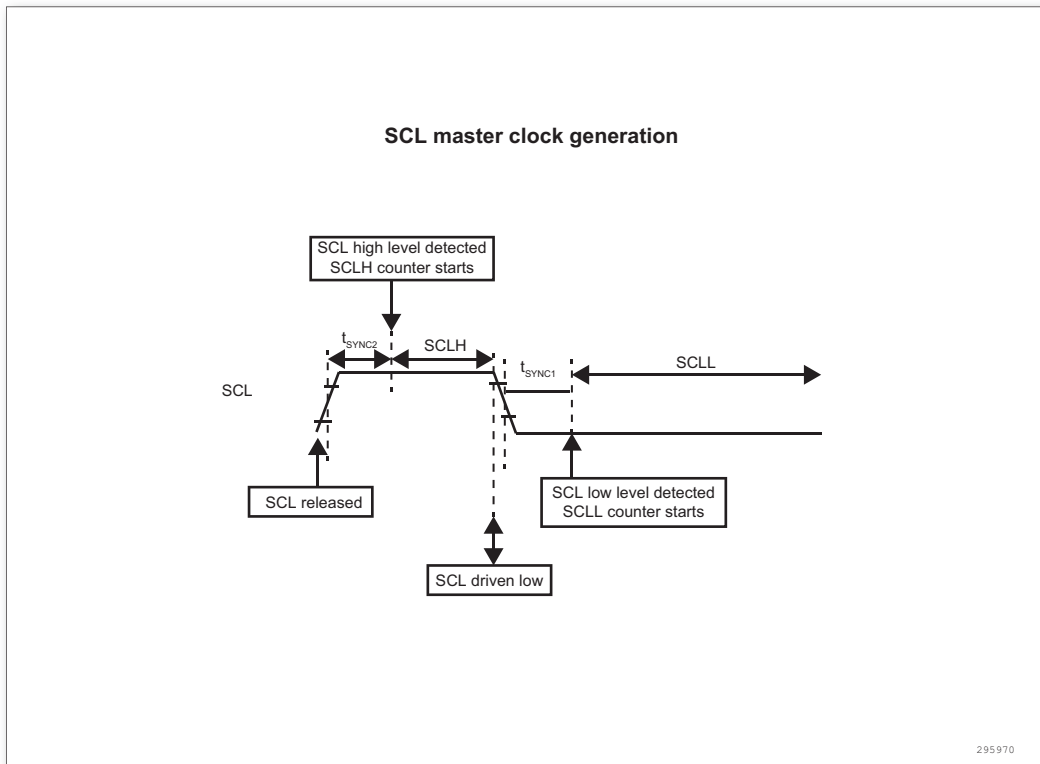 SCL master clock generation
SCL high level detected
SCLH counter starts
tSYNC2
SCLH
tSYNC1
SCLL
SCL
SCL released
SCL low level detected
SCLL counter starts
SCL driven low
295970